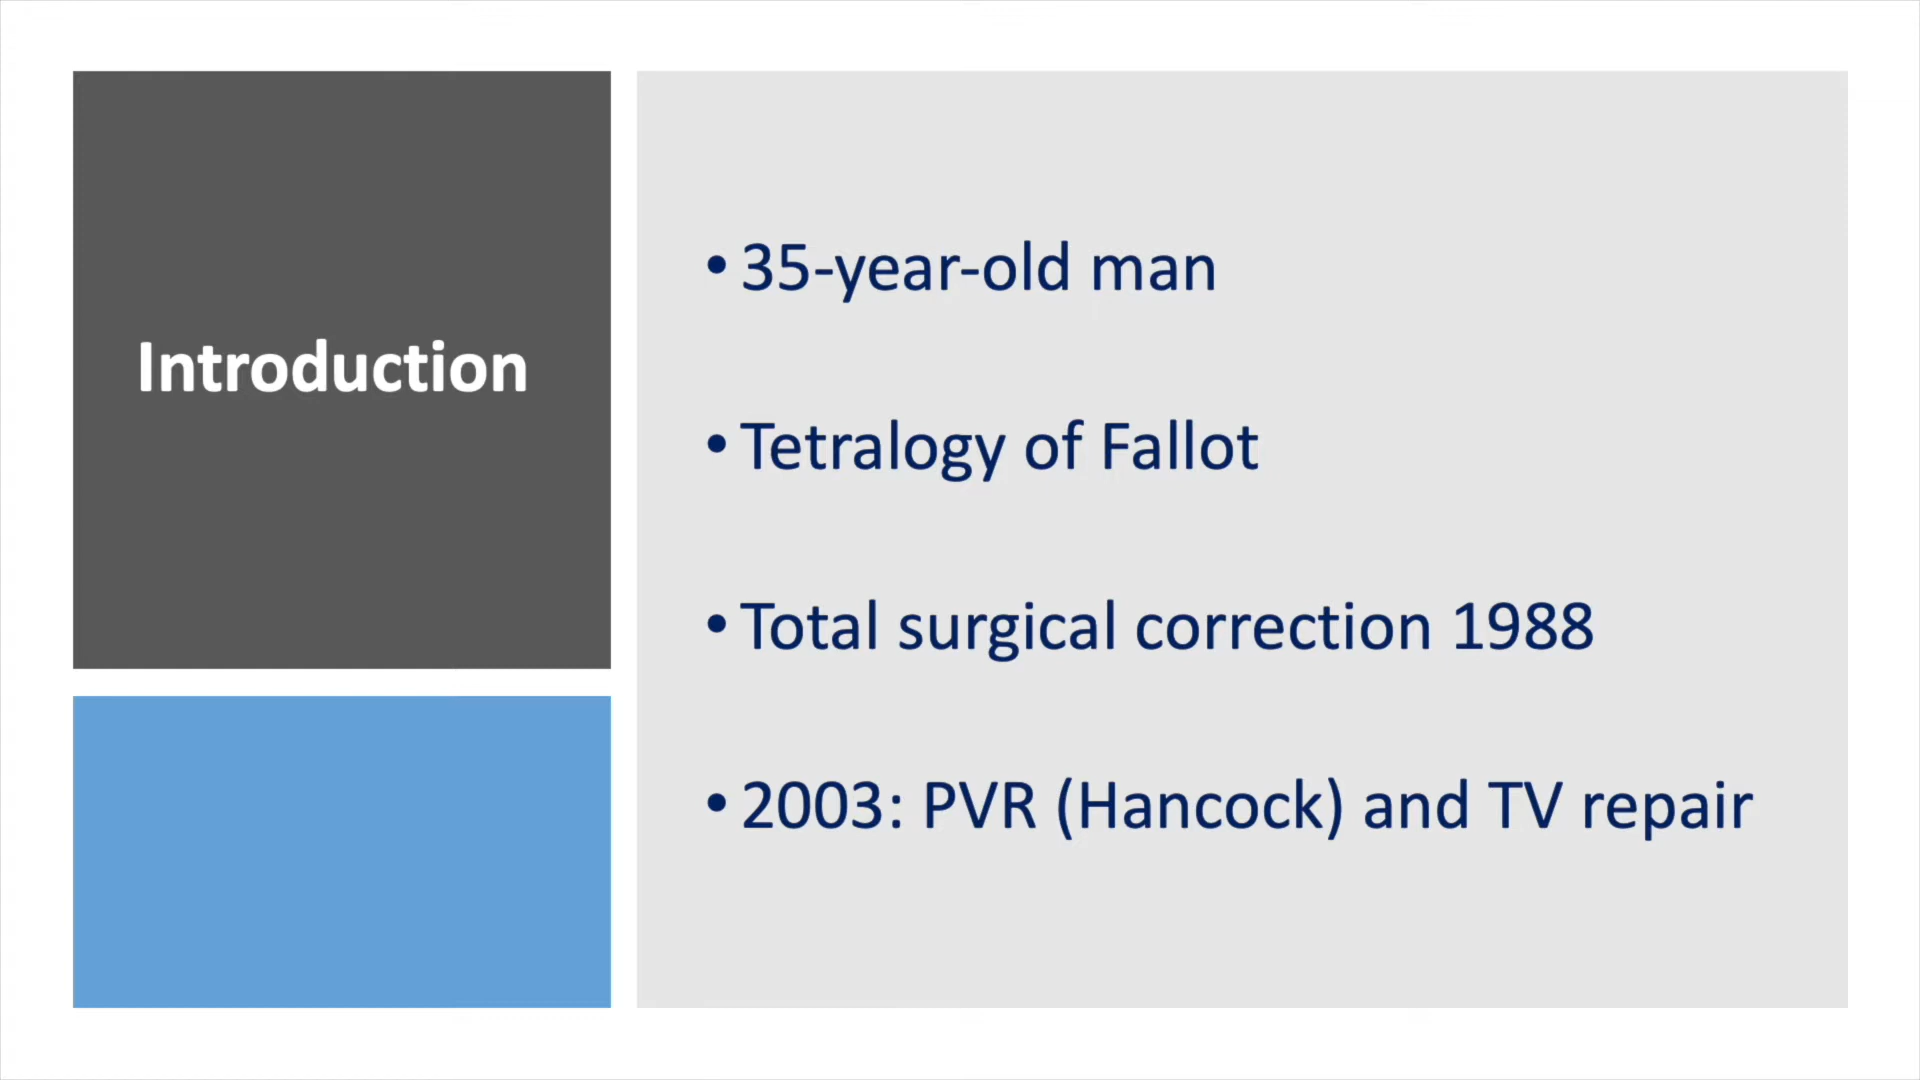 Introduction
• 35-year-old man
• Tetralogy of Fallot
• Total surgical correction 1988
• 2003: PVR (Hancock) and TV repair